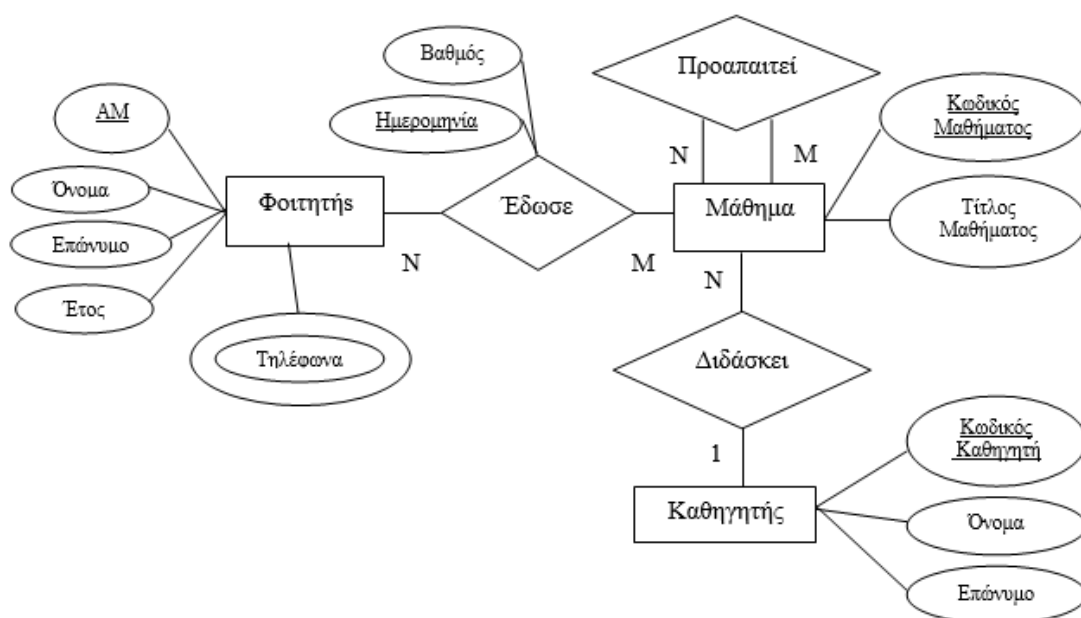 Βαθμός
Προαπαιτεί
ΑΜ
Ημερομηνία
Κωδικός
Μαθήματος
N
M
Όνομα
Φοιτητήs
Έδωσε
Μάθημα
Τίτλος
Μαθήματος
Επώνυμο
N
M
N
Έτος
Τηλέφωνα
Διδάσκει
Κωδικός
Καθηγητή
1
Καθηγητής
Όνομα
Επώνυμο